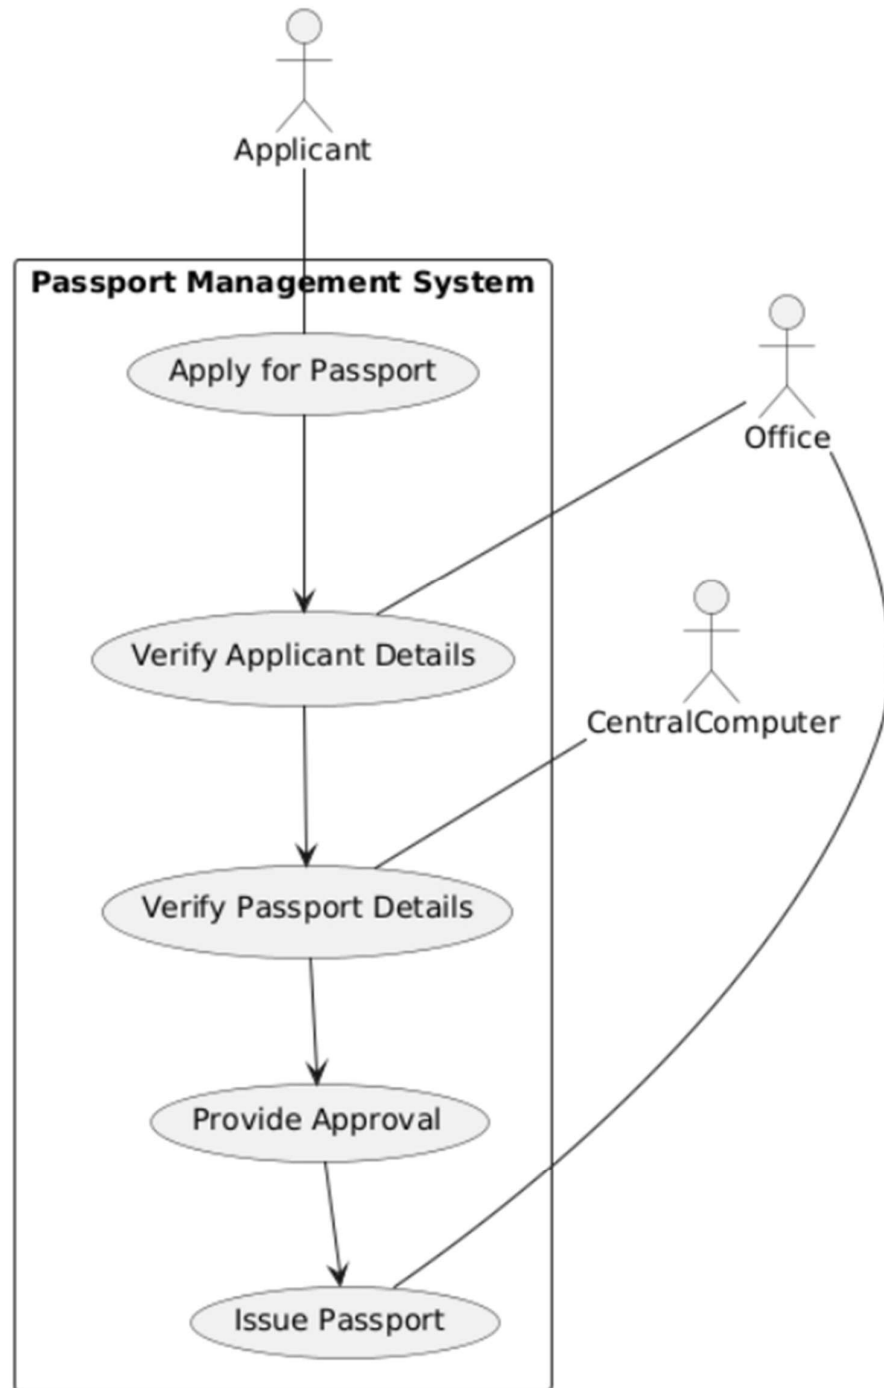 Applicant
Passport Management System
Apply for Passport
Office
Verify Applicant Details
CentralComputer
Verify Passport Details
Provide Approval
Issue Passport